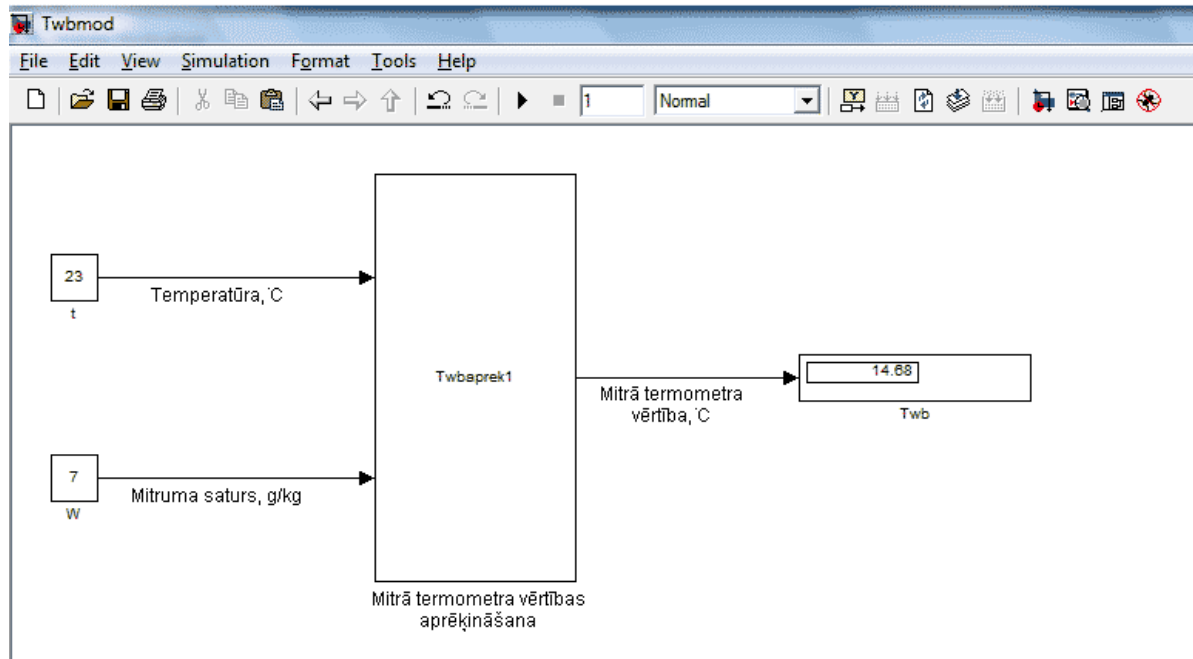 Twbmod
File Edit View Simulation Format Tools Help
1 Normal
23
Temperatūra, ˚C
t
Twbaprek1
14.68
Mitrā termometra
vērtība, ˚C
Twb
7
Mitruma saturs, g/kg
W
Mitrā termometra vērtības
aprēķināšana